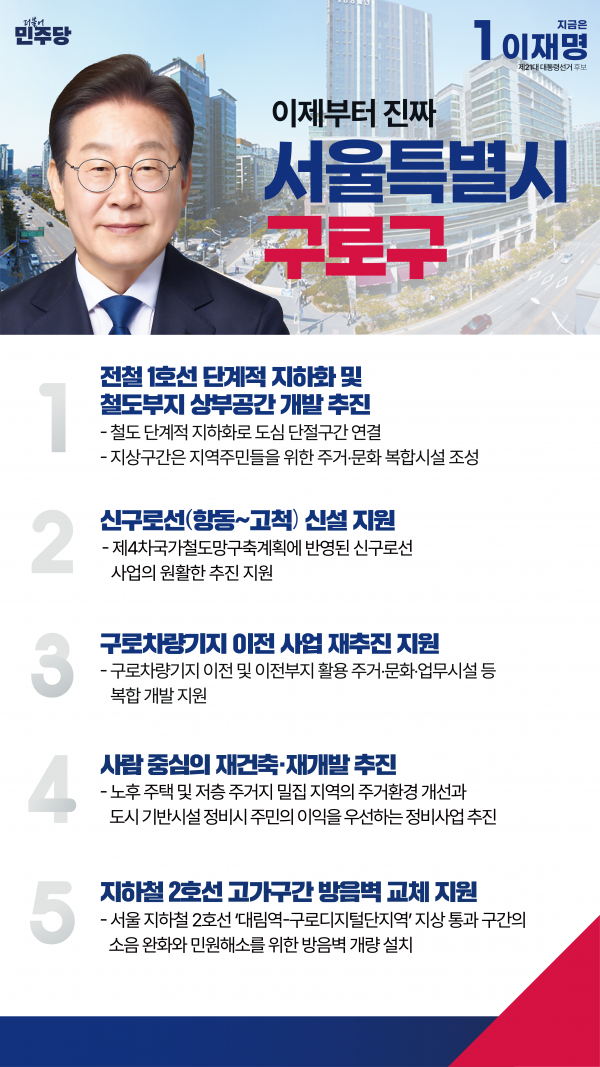 더불어
민주당
지금은
1 이재명
제21대 대통령선거 후보
이제부터 진짜
서울특별시
구로구
1
전철 1호선 단계적 지하화 및
철도부지 상부공간 개발 추진
- 철도 단계적 지하화로 도심 단절구간 연결
- 지상구간은 지역주민들을 위한 주거·문화 복합시설 조성
2
신구로선(항동~고척) 신설 지원
- 제4차국가철도망구축계획에 반영된 신구로선
사업의 원활한 추진 지원
3
구로차량기지 이전 사업 재추진 지원
- 구로차량기지 이전 및 이전부지 활용 주거·문화·업무시설 등
복합 개발 지원
4
사람 중심의 재건축·재개발 추진
- 노후 주택 및 저층 주거지 밀집 지역의 주거환경 개선과
도시 기반시설 정비시 주민의 이익을 우선하는 정비사업 추진
5
지하철 2호선 고가구간 방음벽 교체 지원
- 서울 지하철 2호선 '대림역-구로디지털단지역' 지상 통과 구간의
소음 완화와 민원해소를 위한 방음벽 개량 설치